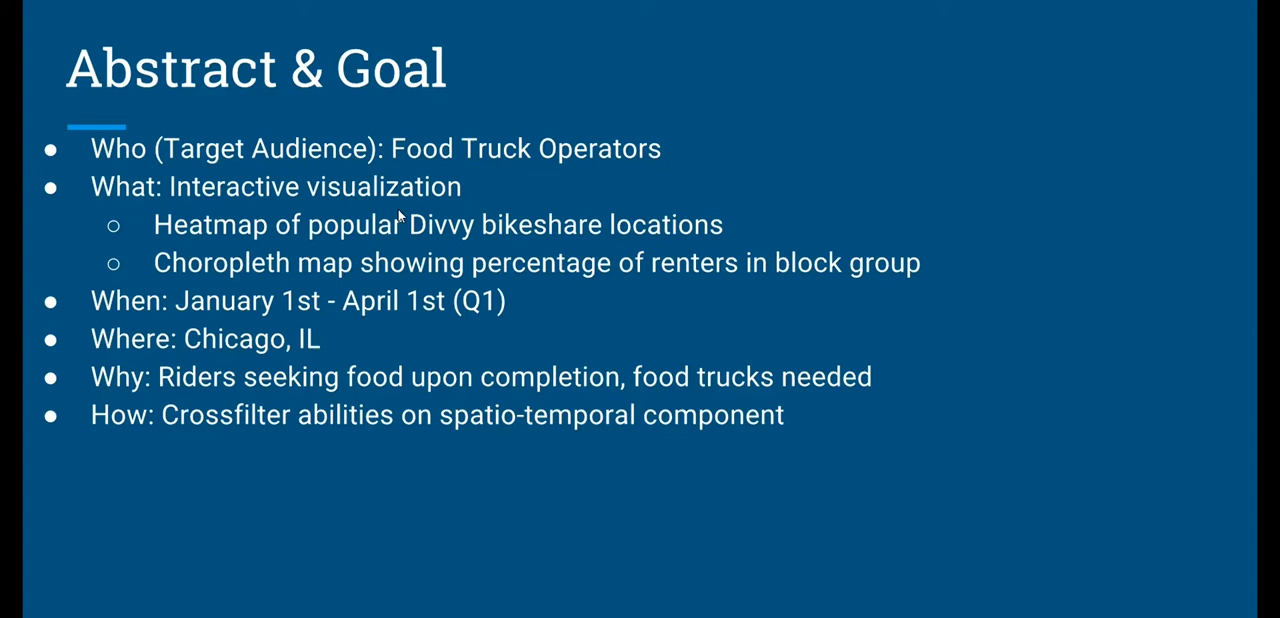 Abstract & Goal
● Who (Target Audience): Food Truck Operators
● What: Interactive visualization
○ Heatmap of popular Divvy bikeshare locations
○ Choropleth map showing percentage of renters in block group
● When: January 1st - April 1st (Q1)
● Where: Chicago, IL
● Why: Riders seeking food upon completion, food trucks needed
● How: Crossfilter abilities on spatio-temporal component